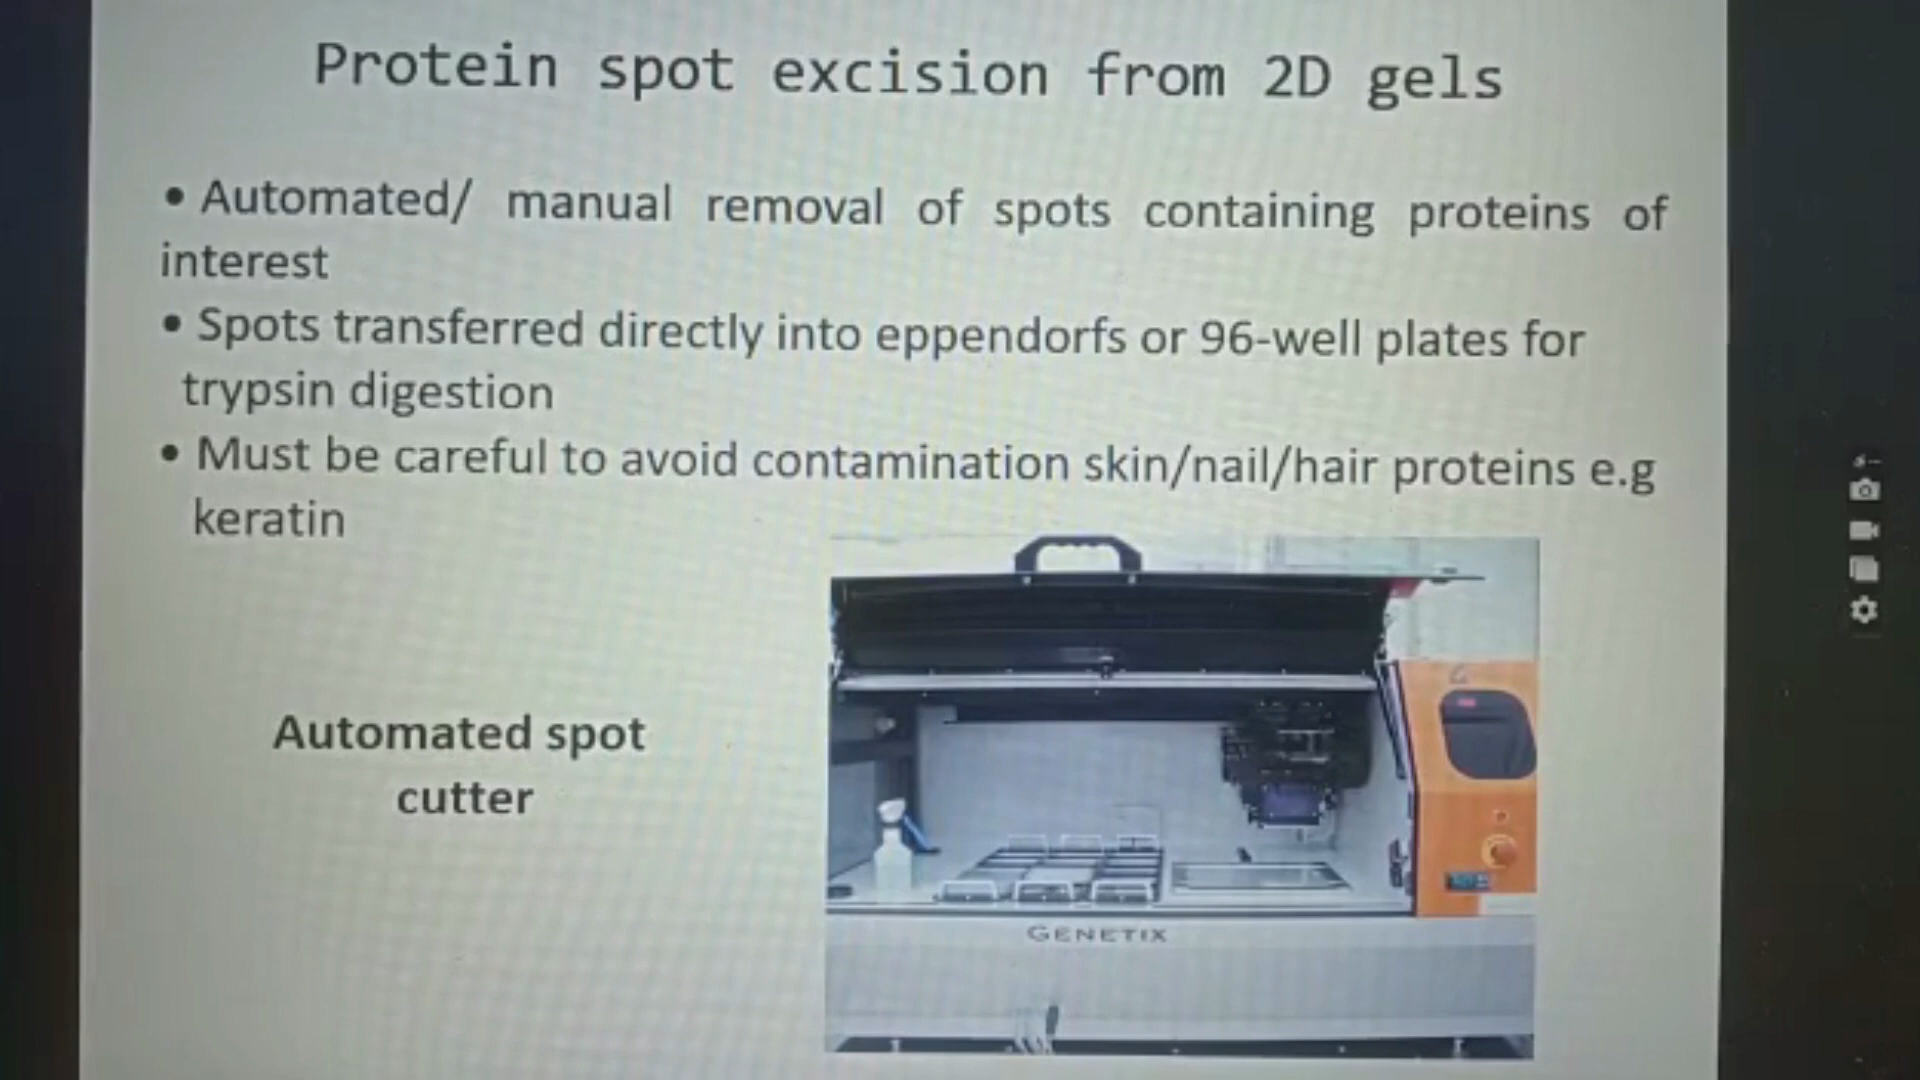 Protein spot excision from 2D gels
• Automated/ manual removal of spots containing proteins of
interest
• Spots transferred directly into eppendorfs or 96-well plates for
trypsin digestion
• Must be careful to avoid contamination skin/nail/hair proteins e.g
keratin
Automated spot
cutter
GENETIX